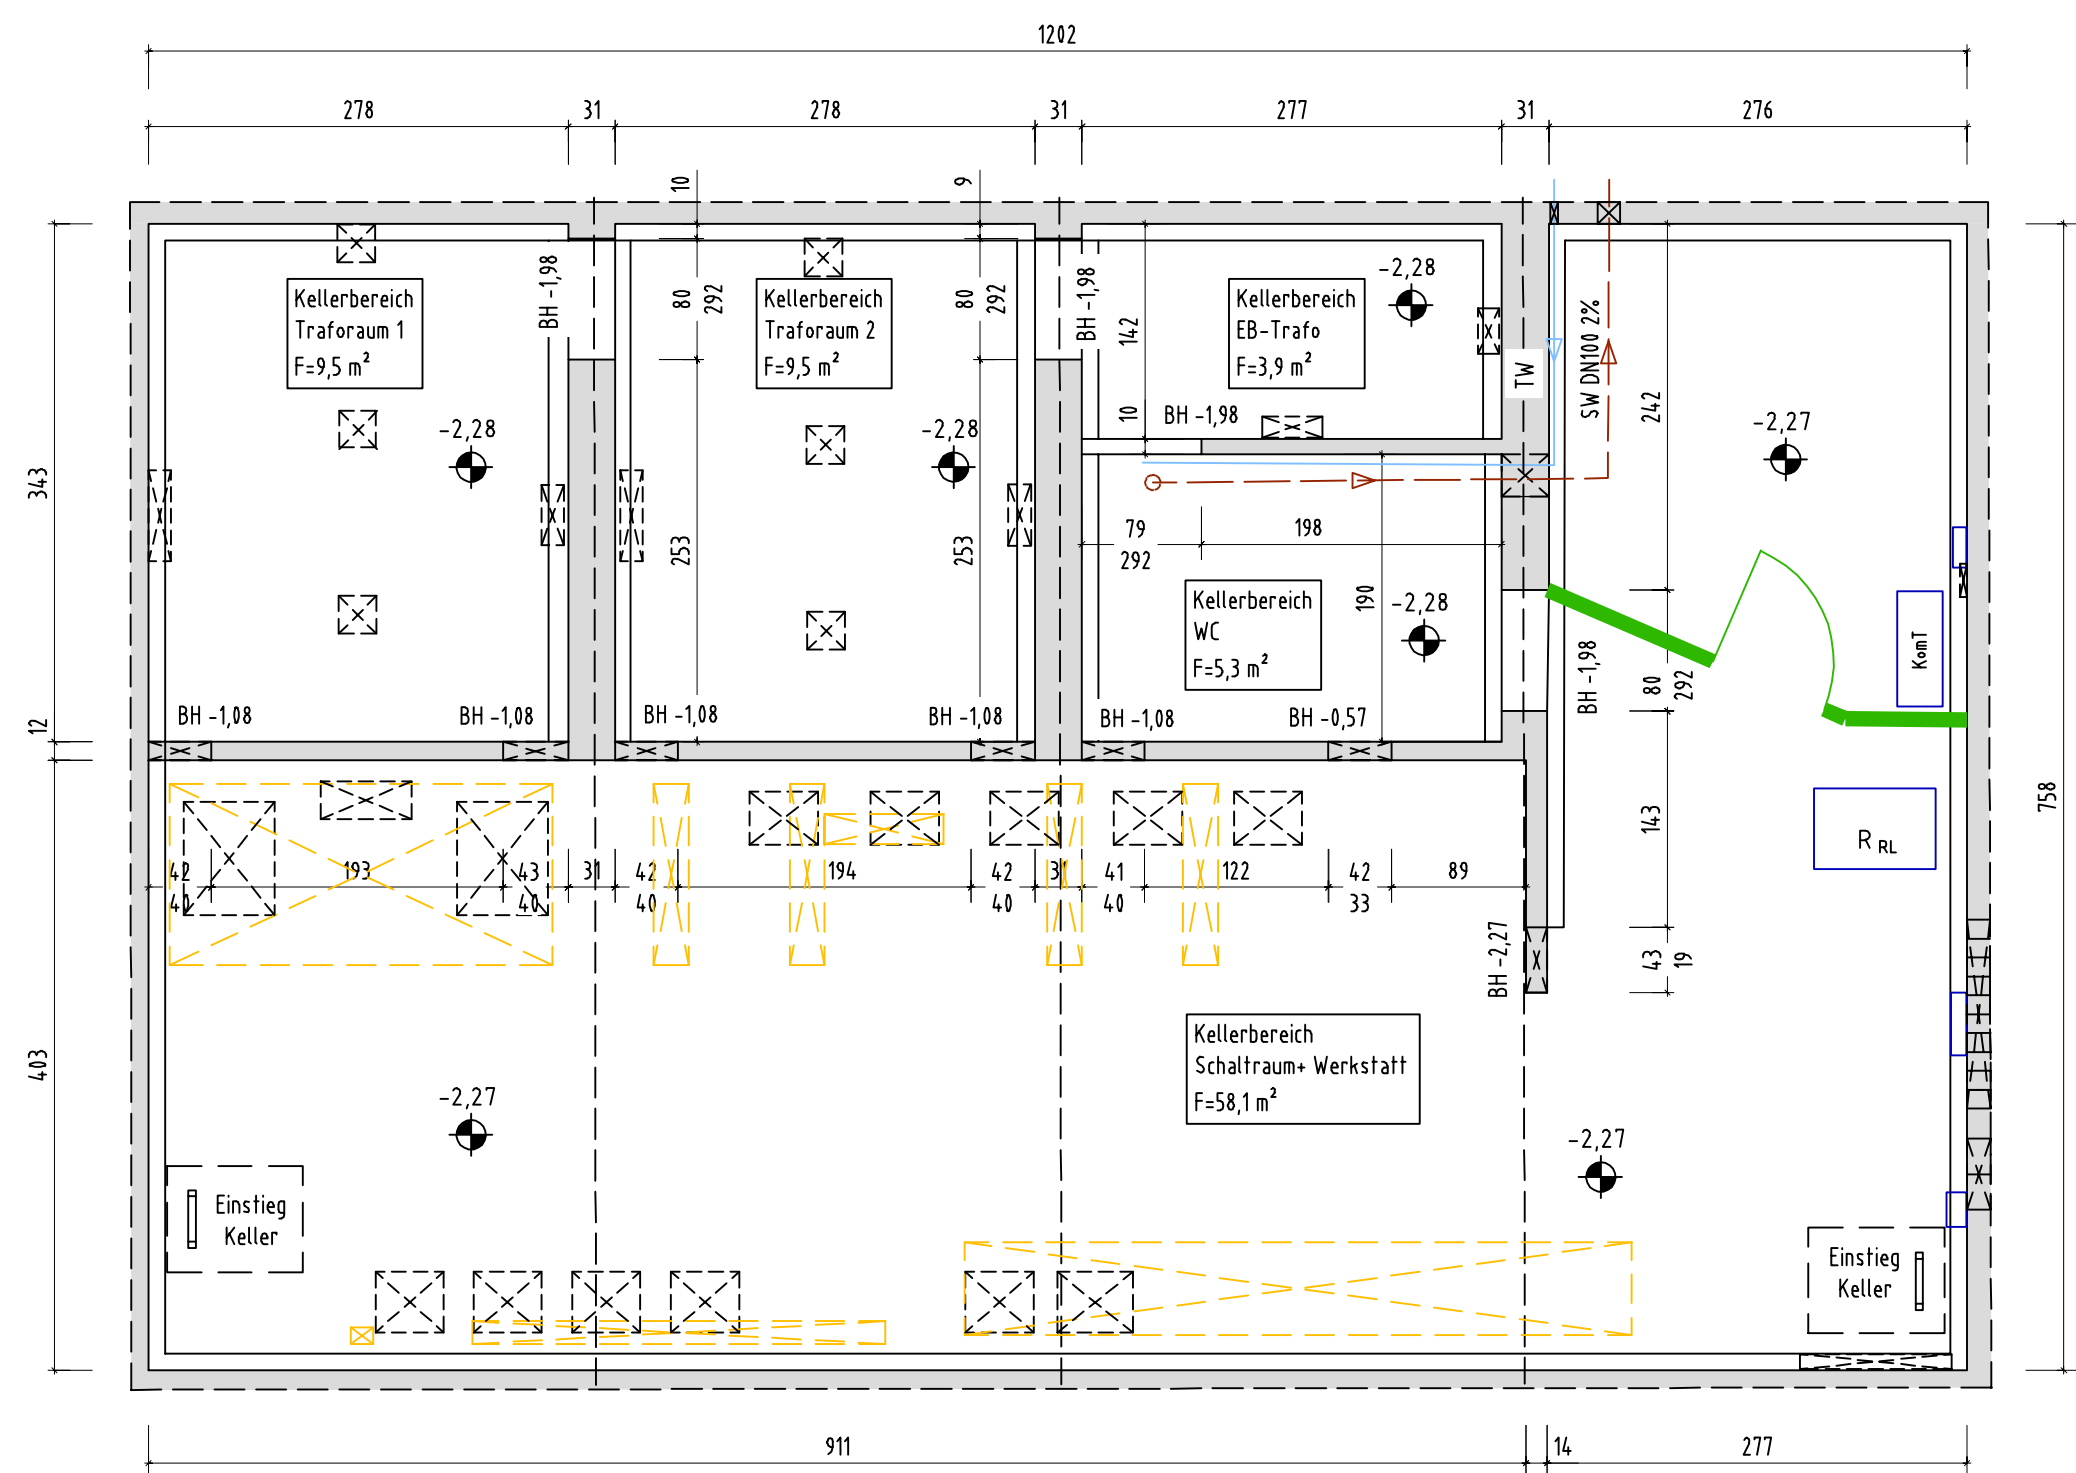 1202
278
31
278
31
277
31
276
10
9
Kellerbereich
Traforaum 1
F=9,5 m²
BH -1,98
80
292
Kellerbereich
Traforaum 2
F=9,5 m²
80
292
BH -1,98
142
Kellerbereich
EB-Trafo
F=3,9 m²
-2,28
TW
SW DN100 2%
242
10
BH -1,98
-2,28
-2,28
-2,27
343
253
253
79
292
198
190
Kellerbereich
WC
F=5,3 m²
-2,28
BH -1,98
80
292
KomT
12
BH -1,08
BH -1,08
BH -1,08
BH -1,08
BH -1,08
BH -0,57
758
143
R RL
42
40
193
43
40
31
42
40
194
42
40
31
41
40
122
42
33
89
BH -2,27
43
19
403
Kellerbereich
Schaltraum+ Werkstatt
F=58,1 m²
-2,27
-2,27
Einstieg
Keller
Einstieg
Keller
911
14
277